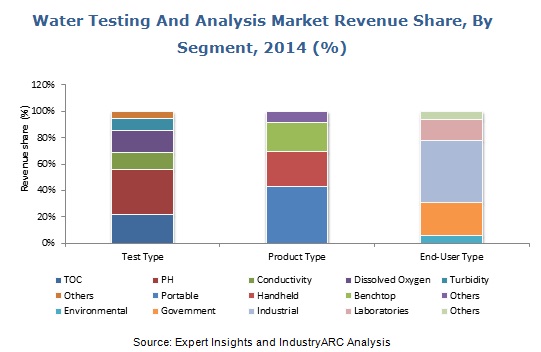 Water Testing And Analysis Market Revenue Share, By
Segment, 2014 (%)
120%
100%
80%
60%
40%
20%
0%
Revenue share (%)
Test Type Product Type End-User Type
TOC PH Conductivity Dissolved Oxygen Turbidity
Others Portable Handheld Benchtop Others
Environmental Government Industrial Laboratories Others
Source: Expert Insights and IndustryARC Analysis